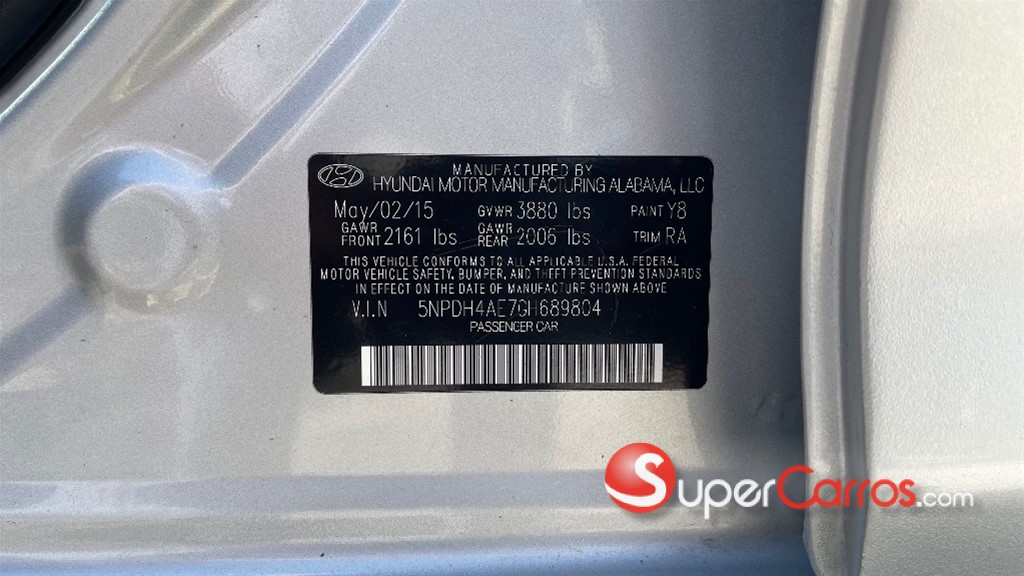 MANUFACTURED BY
HYUNDAI MOTOR MANUFACTURING ALABAMA, LLC
May/02/15 GVWR 3880 lbs PAINT Y8
GAWR FRONT 2161 lbs GAWR REAR 2006 lbs TRIM RA
THIS VEHICLE CONFORMS TO ALL APPLICABLE U.S.A. FEDERAL
MOTOR VEHICLE SAFETY, BUMPER, AND THEFT PREVENTION STANDARDS
IN EFFECT ON THE DATE OF MANUFACTURE SHOWN ABOVE
V.I.N 5NPDH4AE7GH689804
PASSENGER CAR
SuperCarros.com